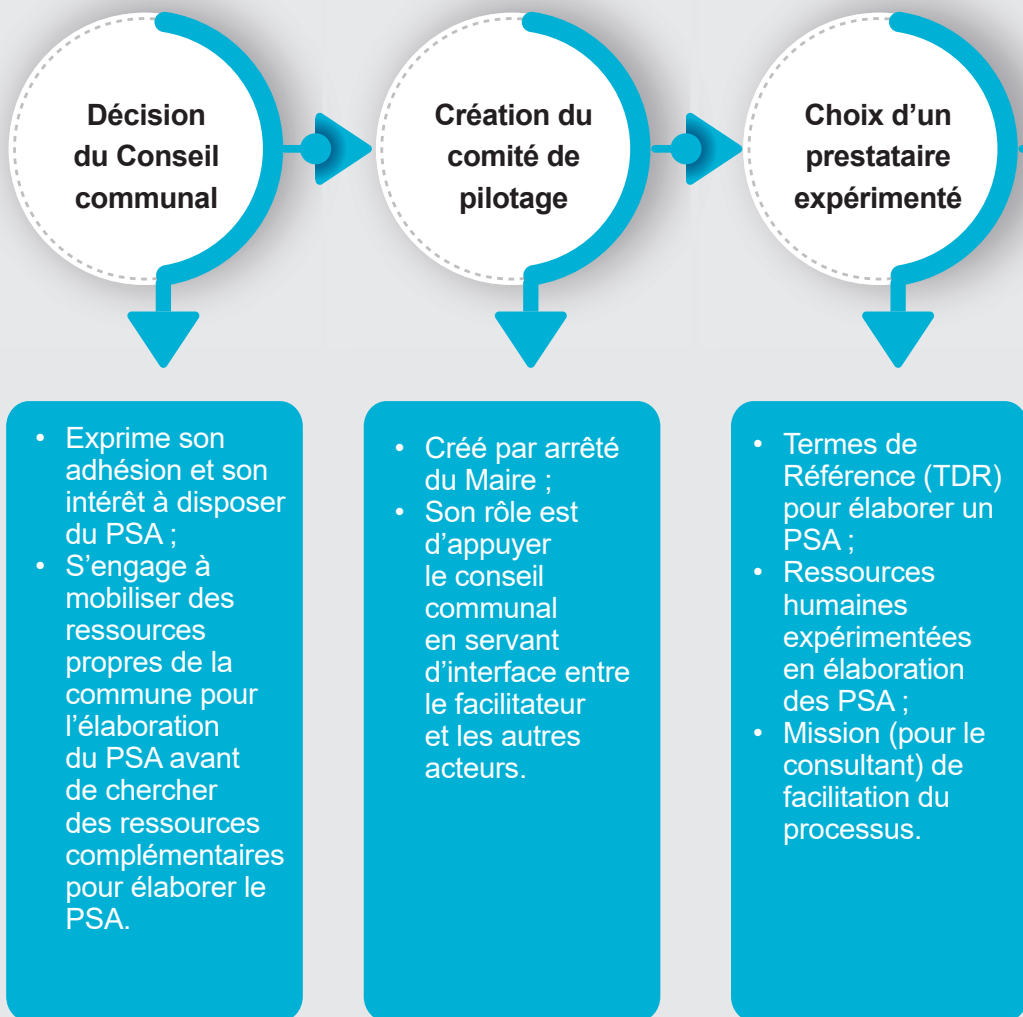 Décision
du Conseil
communal
Création du
comité de
pilotage
Choix d’un
prestataire
expérimenté
• Exprime son
adhésion et son
intérêt à disposer
du PSA ;
• S’engage à
mobiliser des
ressources
propres de la
commune pour
l’élaboration
du PSA avant
de chercher
des ressources
complémentaires
pour élaborer le
PSA.
• Créé par arrêté
du Maire ;
• Son rôle est
d’appuyer
le conseil
communal
en servant
d’interface entre
le facilitateur
et les autres
acteurs.
• Termes de
Référence (TDR)
pour élaborer un
PSA ;
• Ressources
humaines
expérimentées
en élaboration
des PSA ;
• Mission (pour le
consultant) de
facilitation du
processus.